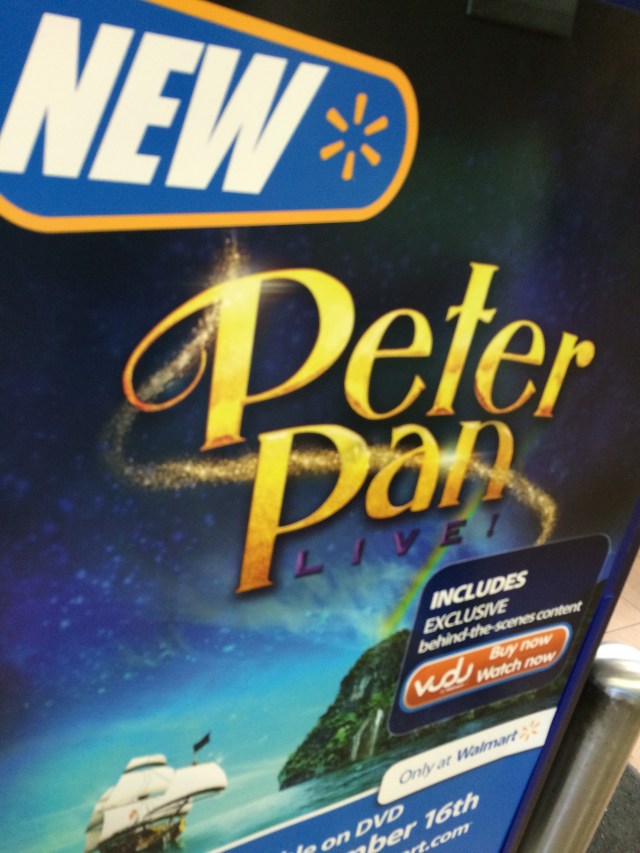 NEW
Peter
Pan
LIVE!
INCLUDES
EXCLUSIVE
behind-the-scenes content
vudu Buy now
Watch now
Only at Walmart
on DVD
16th